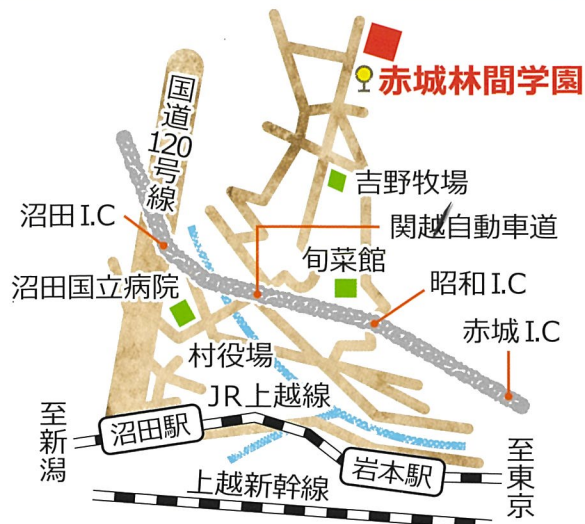 赤城林間学園
国道120号線
吉野牧場
沼田I.C
関越自動車道
旬菜館
昭和I.C
沼田国立病院
赤城I.C
村役場
JR上越線
至新潟
沼田駅
岩本駅
至東京
上越新幹線